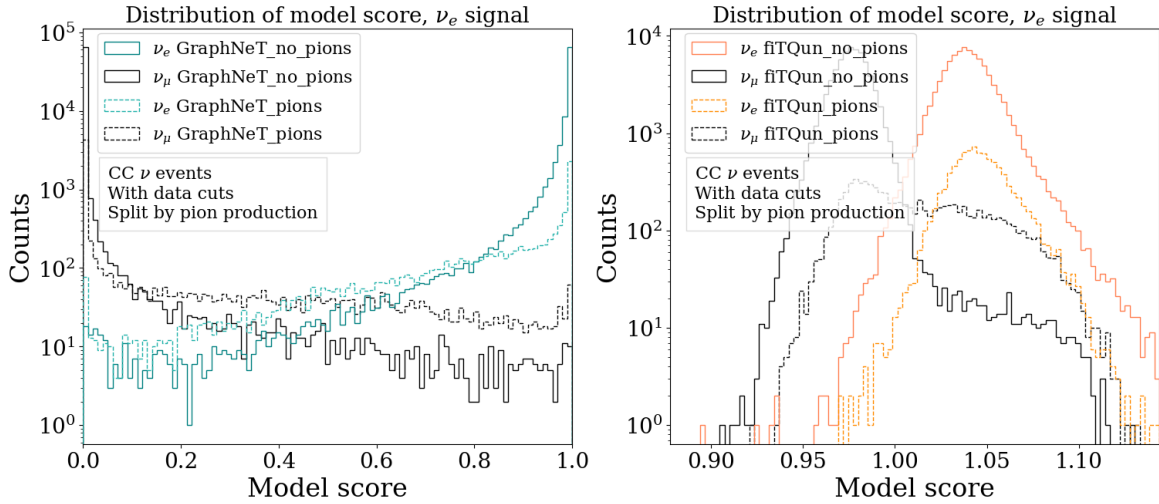 Distribution of model score, νe signal
10^5
10^4
10^3
10^2
10^1
10^0
Counts
νe GraphNeT_no_pions
νμ GraphNeT_no_pions
νe GraphNeT_pions
νμ GraphNeT_pions
CC ν events
With data cuts
Split by pion production
0.0 0.2 0.4 0.6 0.8 1.0
Model score
Distribution of model score, νe signal
10^4
10^3
10^2
10^1
10^0
Counts
νe fiTQun_no_pions
νμ fiTQun_no_pions
νe fiTQun_pions
νμ fiTQun_pions
CC ν events
With data cuts
Split by pion production
0.90 0.95 1.00 1.05 1.10
Model score